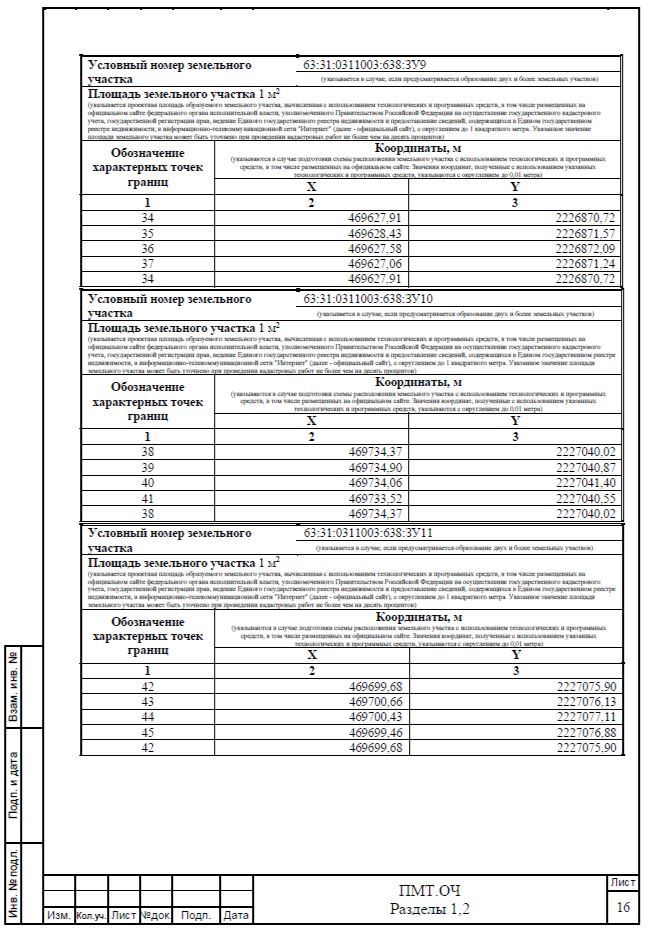 Условный номер земельного участка 63:31:0311003:638:ЗУ9
(указывается в случае, если предусматривается образование двух и более земельных участков)
Площадь земельного участка 1 м²
(указывается проектная площадь образуемого земельного участка, вычисленная с использованием технологических и программных средств, в том числе размещенных на
официальном сайте федерального органа исполнительной власти, уполномоченного Правительством Российской Федерации на осуществление государственного кадастрового
учета, государственной регистрации прав, ведение Единого государственного реестра недвижимости и предоставление сведений, содержащихся в Едином государственном
реестре недвижимости, в информационно-телекоммуникационной сети "Интернет" (далее - официальный сайт), с округлением до 1 квадратного метра. Указанное значение
площади земельного участка может быть уточнено при проведении кадастровых работ не более чем на десять процентов)
Обозначение характерных точек границ
Координаты, м
(указываются в случае подготовки схемы расположения земельного участка с использованием технологических и программных
средств, в том числе размещенных на официальном сайте. Значения координат, полученные с использованием указанных
технологических и программных средств, указываются с округлением до 0,01 метра)
X Y
1 2 3
34 469627,91 2226870,72
35 469628,43 2226871,57
36 469627,58 2226872,09
37 469627,06 2226871,24
34 469627,91 2226870,72
Условный номер земельного участка 63:31:0311003:638:ЗУ10
(указывается в случае, если предусматривается образование двух и более земельных участков)
Площадь земельного участка 1 м²
(указывается проектная площадь образуемого земельного участка, вычисленная с использованием технологических и программных средств, в том числе размещенных на
официальном сайте федерального органа исполнительной власти, уполномоченного Правительством Российской Федерации на осуществление государственного кадастрового
учета, государственной регистрации прав, ведение Единого государственного реестра недвижимости и предоставление сведений, содержащихся в Едином государственном реестре
недвижимости, в информационно-телекоммуникационной сети "Интернет" (далее - официальный сайт), с округлением до 1 квадратного метра. Указанное значение площади
земельного участка может быть уточнено при проведении кадастровых работ не более чем на десять процентов)
Обозначение характерных точек границ
Координаты, м
(указываются в случае подготовки схемы расположения земельного участка с использованием технологических и программных
средств, в том числе размещенных на официальном сайте. Значения координат, полученные с использованием указанных
технологических и программных средств, указываются с округлением до 0,01 метра)
X Y
1 2 3
38 469734,37 2227040,02
39 469734,90 2227040,87
40 469734,06 2227041,40
41 469733,52 2227040,55
38 469734,37 2227040,02
Условный номер земельного участка 63:31:0311003:638:ЗУ11
(указывается в случае, если предусматривается образование двух и более земельных участков)
Площадь земельного участка 1 м²
(указывается проектная площадь образуемого земельного участка, вычисленная с использованием технологических и программных средств, в том числе размещенных на
официальном сайте федерального органа исполнительной власти, уполномоченного Правительством Российской Федерации на осуществление государственного кадастрового
учета, государственной регистрации прав, ведение Единого государственного реестра недвижимости и предоставление сведений, содержащихся в Едином государственном реестре
недвижимости, в информационно-телекоммуникационной сети "Интернет" (далее - официальный сайт), с округлением до 1 квадратного метра. Указанное значение площади
земельного участка может быть уточнено при проведении кадастровых работ не более чем на десять процентов)
Обозначение характерных точек границ
Координаты, м
(указываются в случае подготовки схемы расположения земельного участка с использованием технологических и программных
средств, в том числе размещенных на официальном сайте. Значения координат, полученные с использованием указанных
технологических и программных средств, указываются с округлением до 0,01 метра)
X Y
1 2 3
42 469699,68 2227075,90
43 469700,66 2227076,13
44 469700,43 2227077,11
45 469699,46 2227076,88
42 469699,68 2227075,90
Взам. инв. №
Подп. и дата
Инв. № подл.
Изм. Кол.уч. Лист №док. Подп. Дата
ПМТ.ОЧ
Разделы 1,2
Лист
16